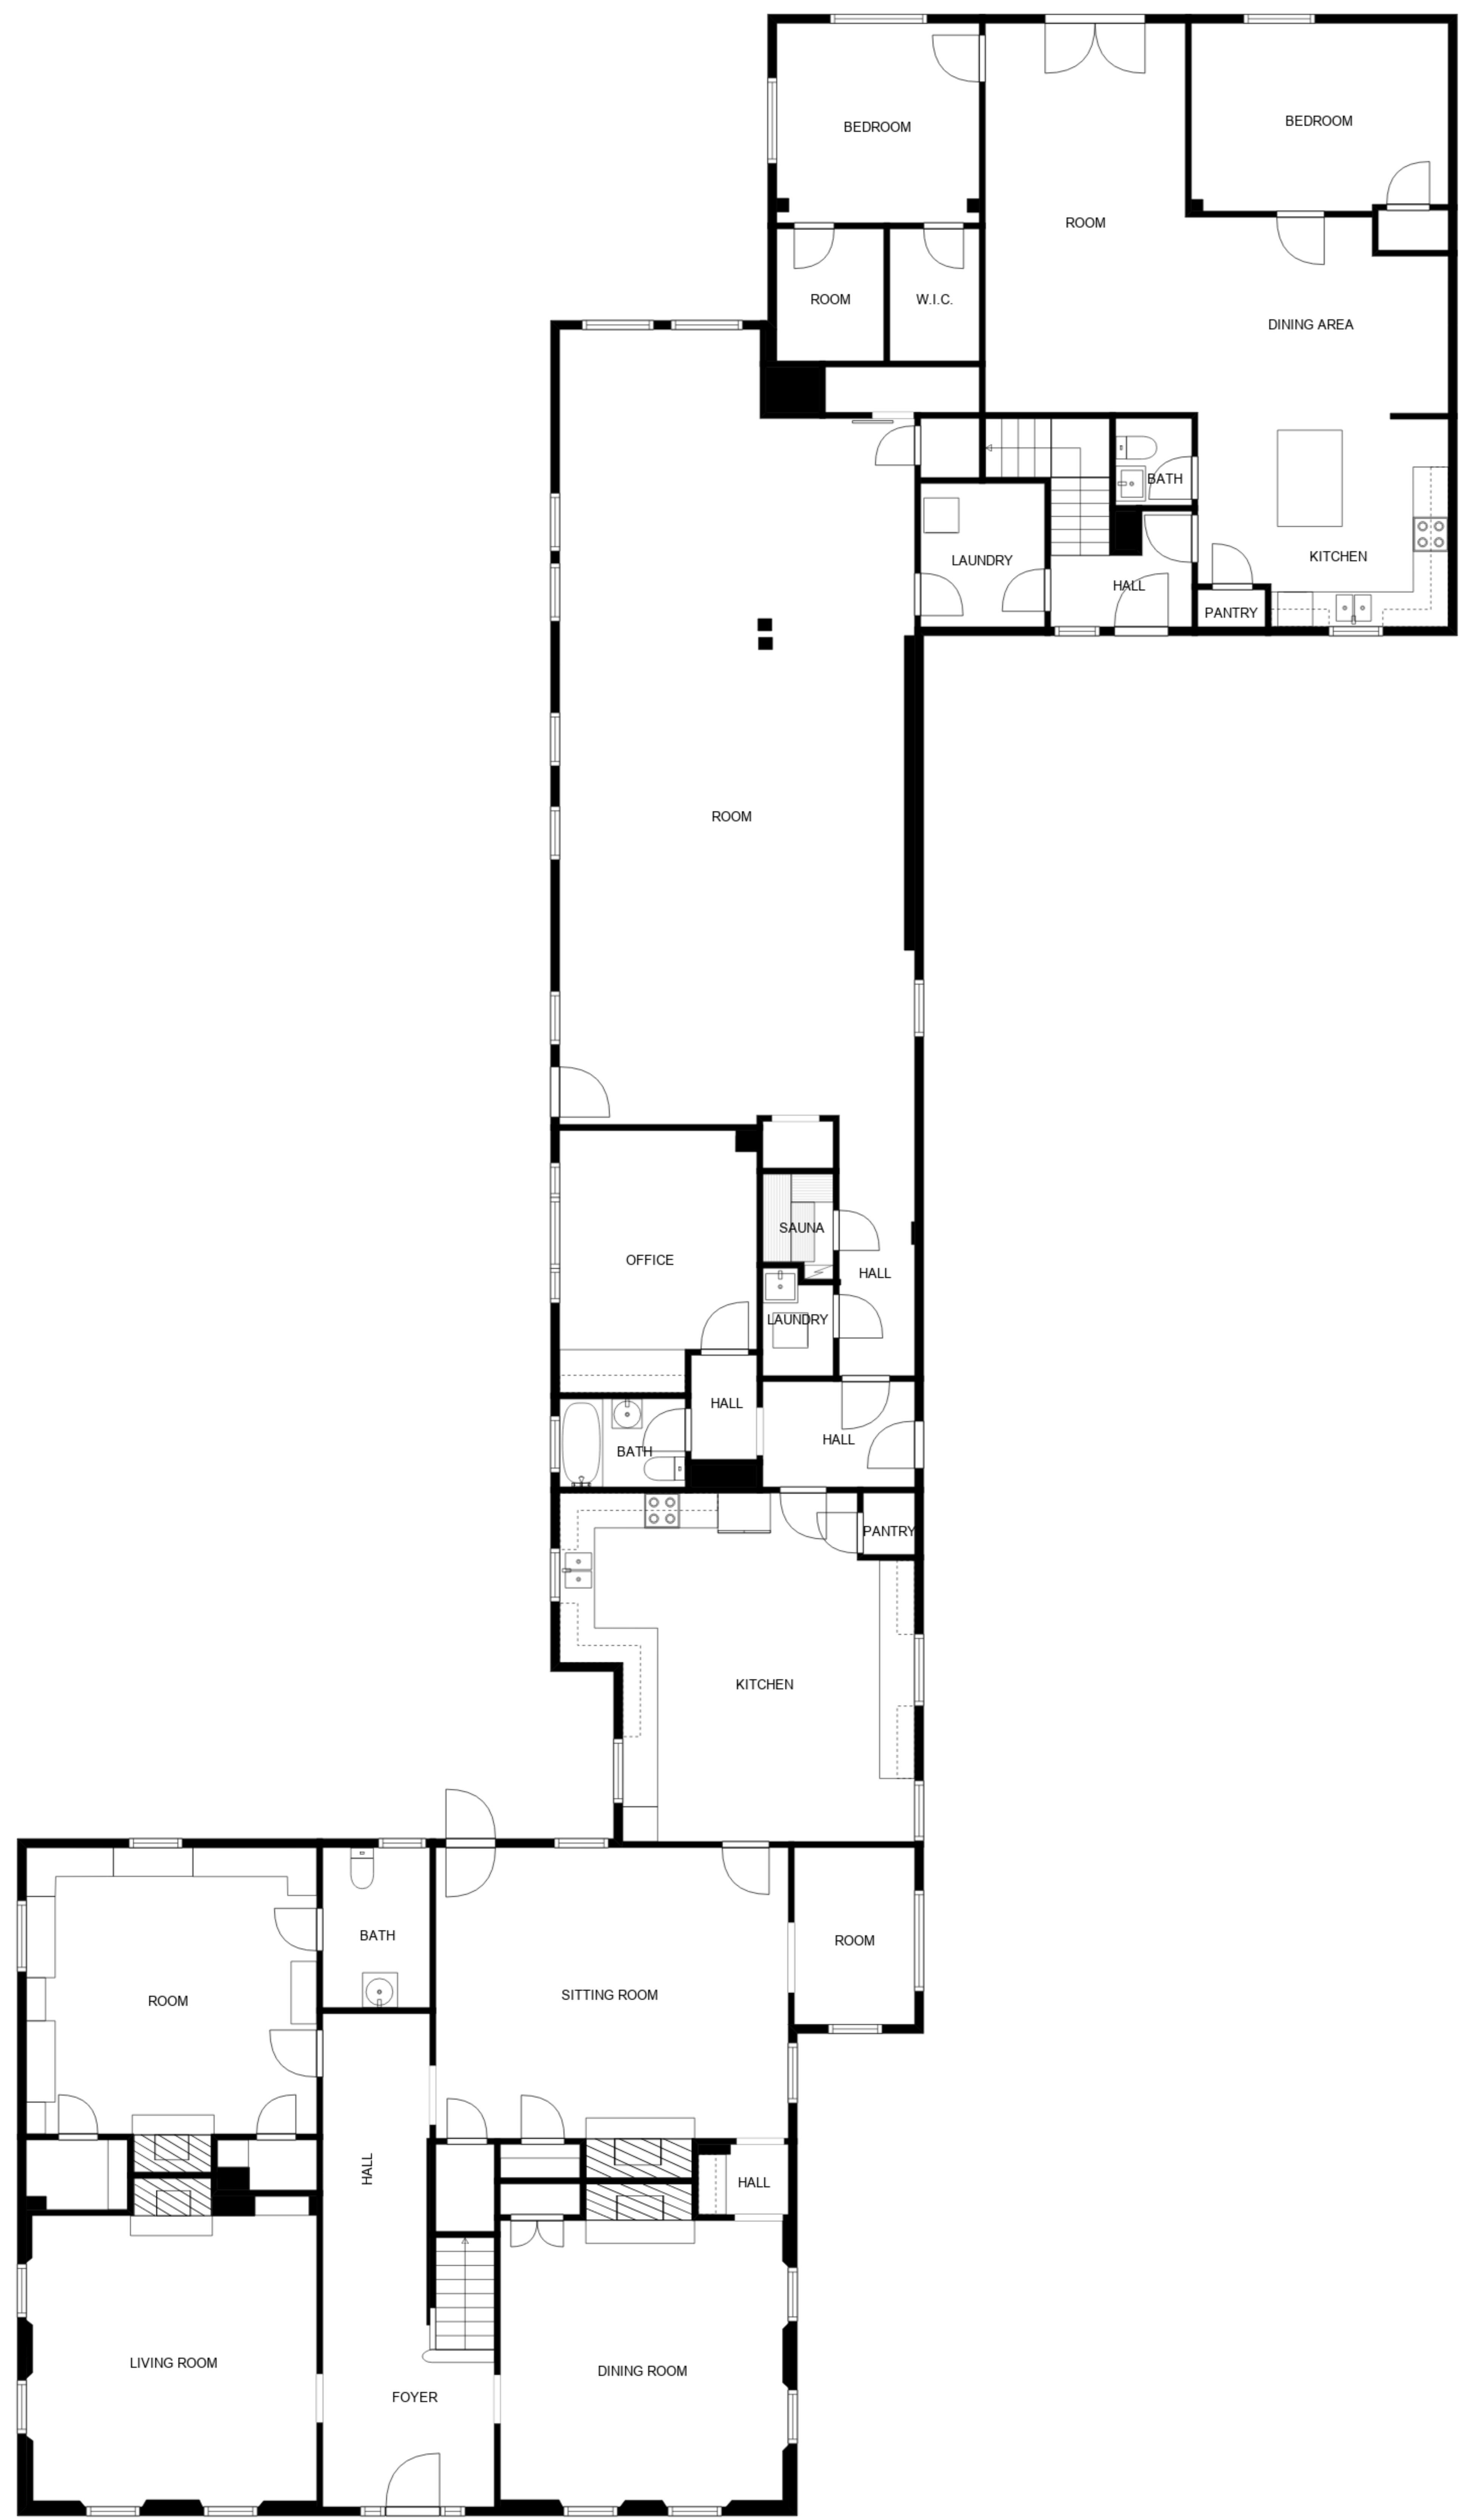 BEDROOM
BEDROOM
ROOM
ROOM
W.I.C.
DINING AREA
BATH
LAUNDRY
KITCHEN
HALL
PANTRY
ROOM
SAUNA
OFFICE
HALL
LAUNDRY
HALL
HALL
BATH
PANTRY
KITCHEN
BATH
ROOM
SITTING ROOM
ROOM
HALL
HALL
LIVING ROOM
DINING ROOM
FOYER